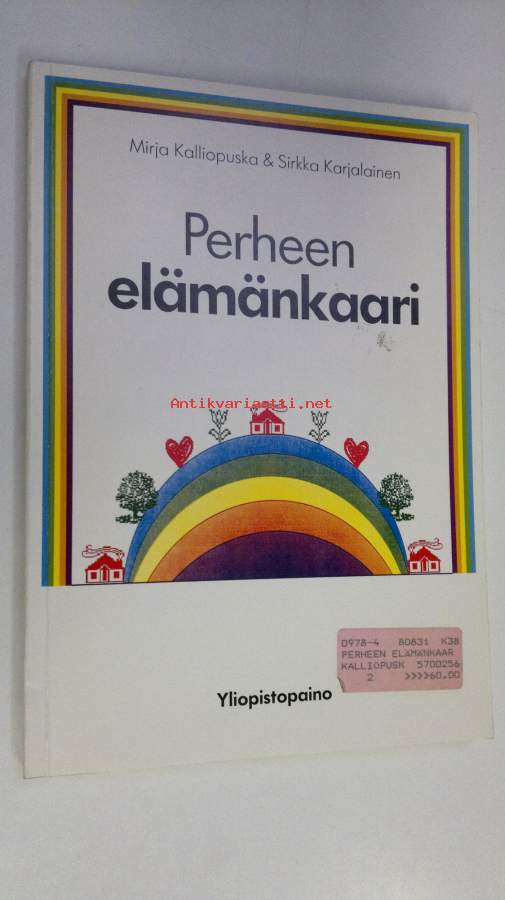 Mirja Kalliopuska & Sirkka Karjalainen
Perheen
elämänkaari
Antikvariaatti.net
D978-4 80831 K38
PERHEEN ELÄMÄNKAAR
KALLIOPUSK 5700256
2 >>>>60.00
Yliopistopaino